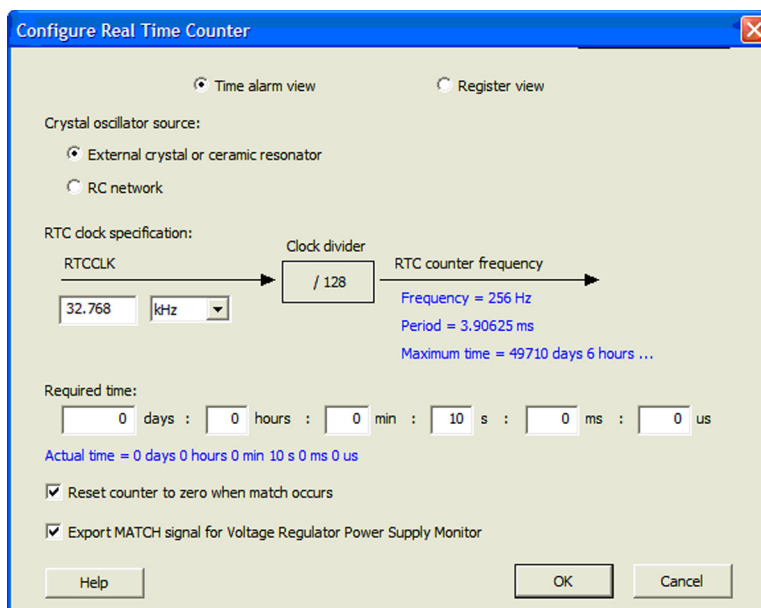 Configure Real Time Counter
Time alarm view Register view
Crystal oscillator source:
External crystal or ceramic resonator
RC network
RTC clock specification:
Clock divider
RTCCLK
/ 128
RTC counter frequency
32.768 kHz
Frequency = 256 Hz
Period = 3.90625 ms
Maximum time = 49710 days 6 hours ...
Required time:
0 days : 0 hours : 0 min : 10 s : 0 ms : 0 us
Actual time = 0 days 0 hours 0 min 10 s 0 ms 0 us
Reset counter to zero when match occurs
Export MATCH signal for Voltage Regulator Power Supply Monitor
Help OK Cancel